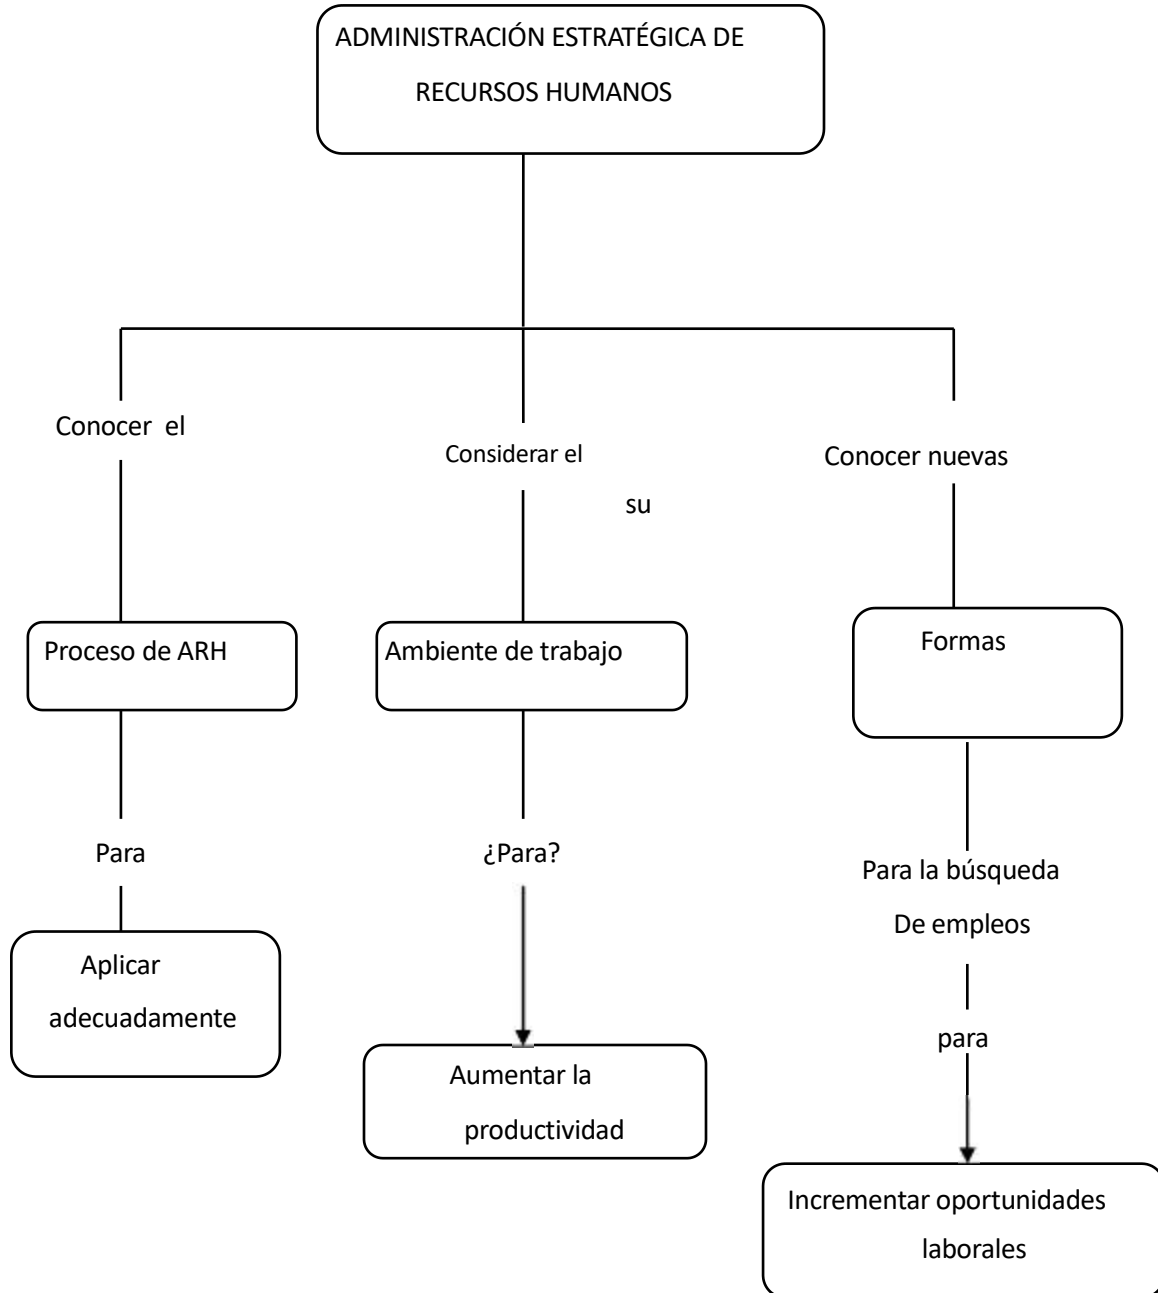 ADMINISTRACIÓN ESTRATÉGICA DE
RECURSOS HUMANOS
Conocer el
Considerar el
su
Conocer nuevas
Proceso de ARH
Ambiente de trabajo
Formas
Para
¿Para?
Para la búsqueda
De empleos
Aplicar
adecuadamente
para
Aumentar la
productividad
Incrementar oportunidades
laborales